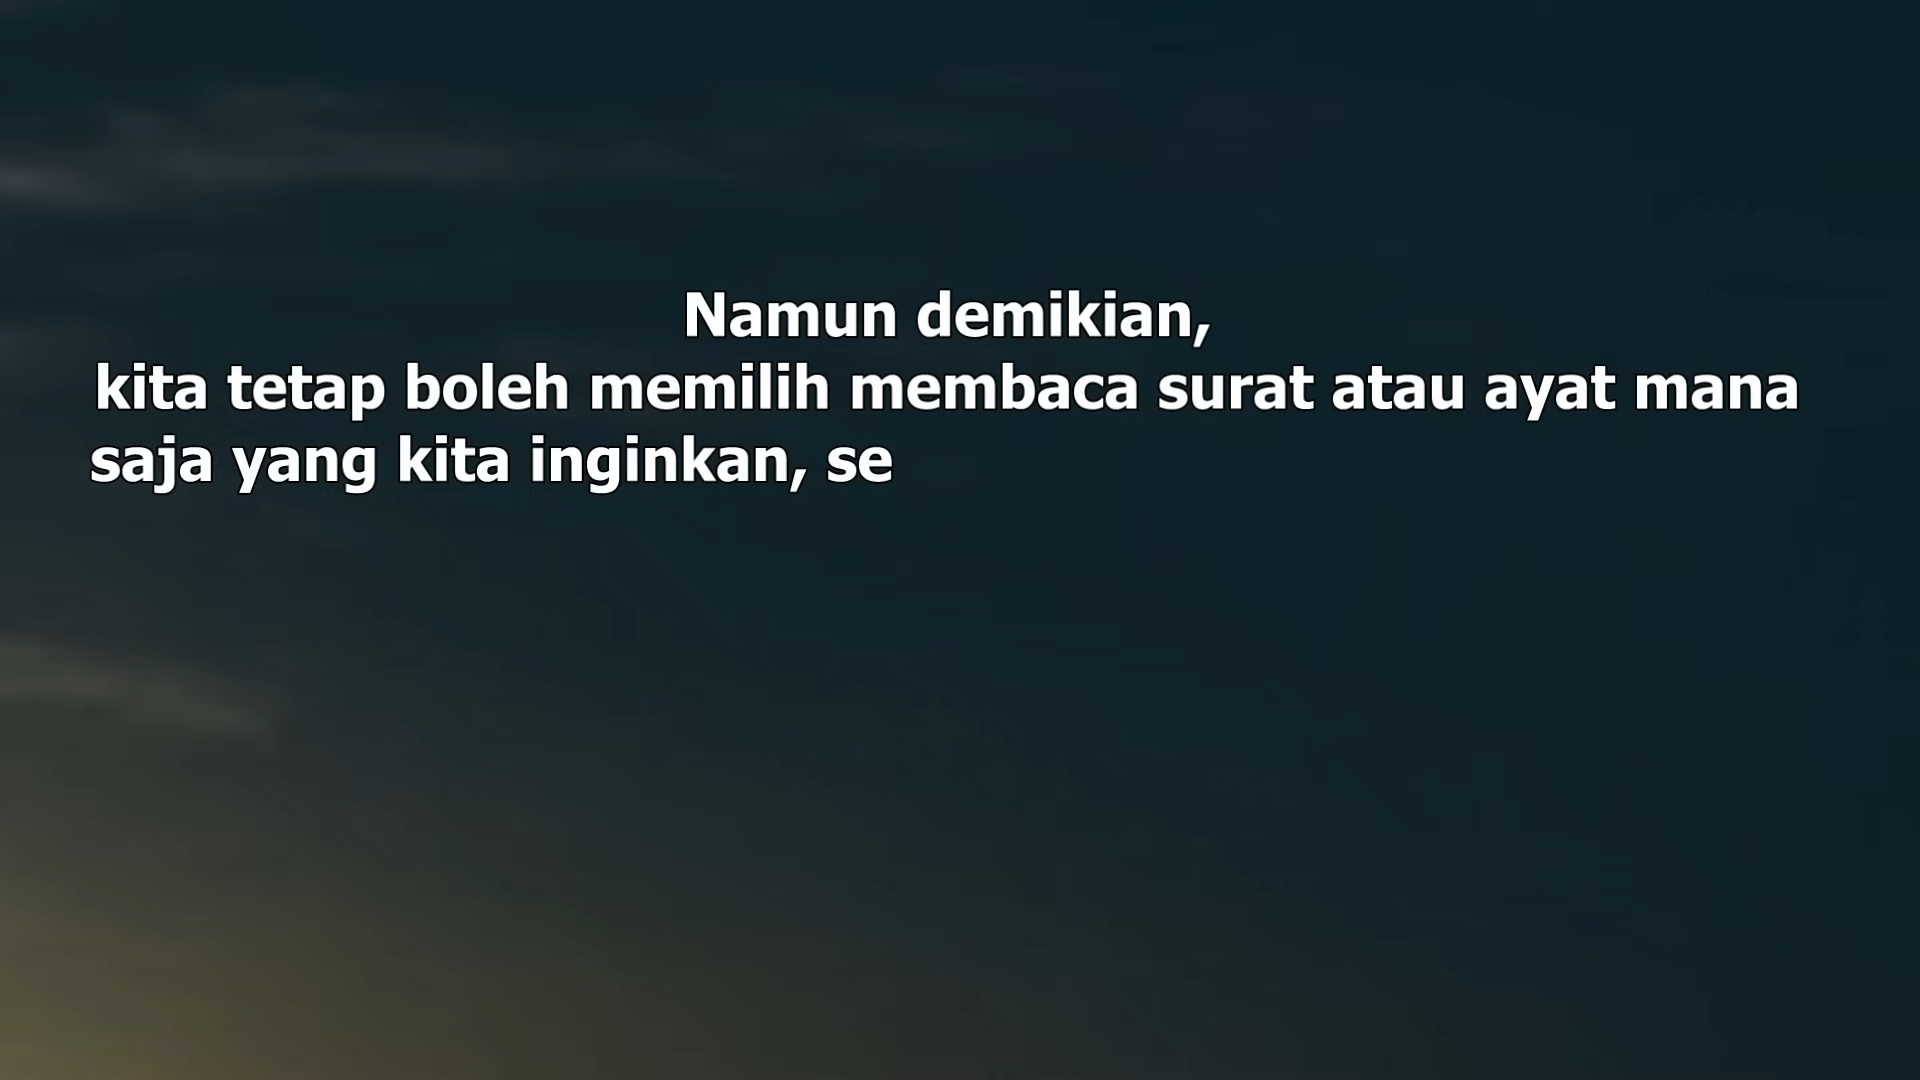 Namun demikian,
kita tetap boleh memilih membaca surat atau ayat mana
saja yang kita inginkan, se